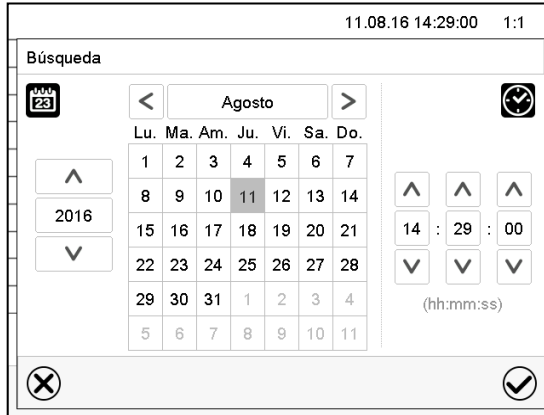 11.08.16 14:29:00 1:1
Búsqueda
23
< Agosto >
Lu. Ma. Am. Ju. Vi. Sa. Do.
1 2 3 4 5 6 7
8 9 10 11 12 13 14
2016
14 : 29 : 00
15 16 17 18 19 20 21
22 23 24 25 26 27 28
29 30 31 1 2 3 4
(hh:mm:ss)
5 6 7 8 9 10 11